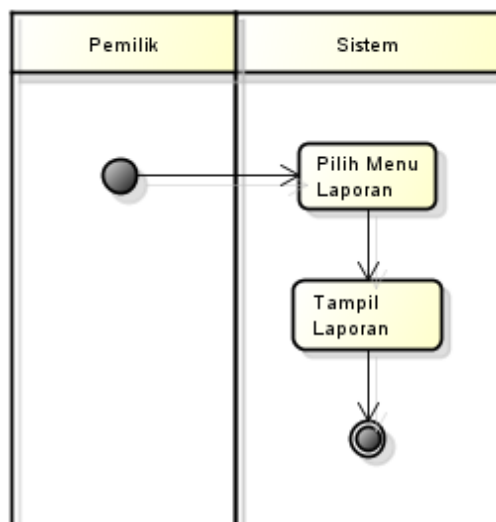 Pemilik
Sistem
Pilih Menu
Laporan
Tampil
Laporan